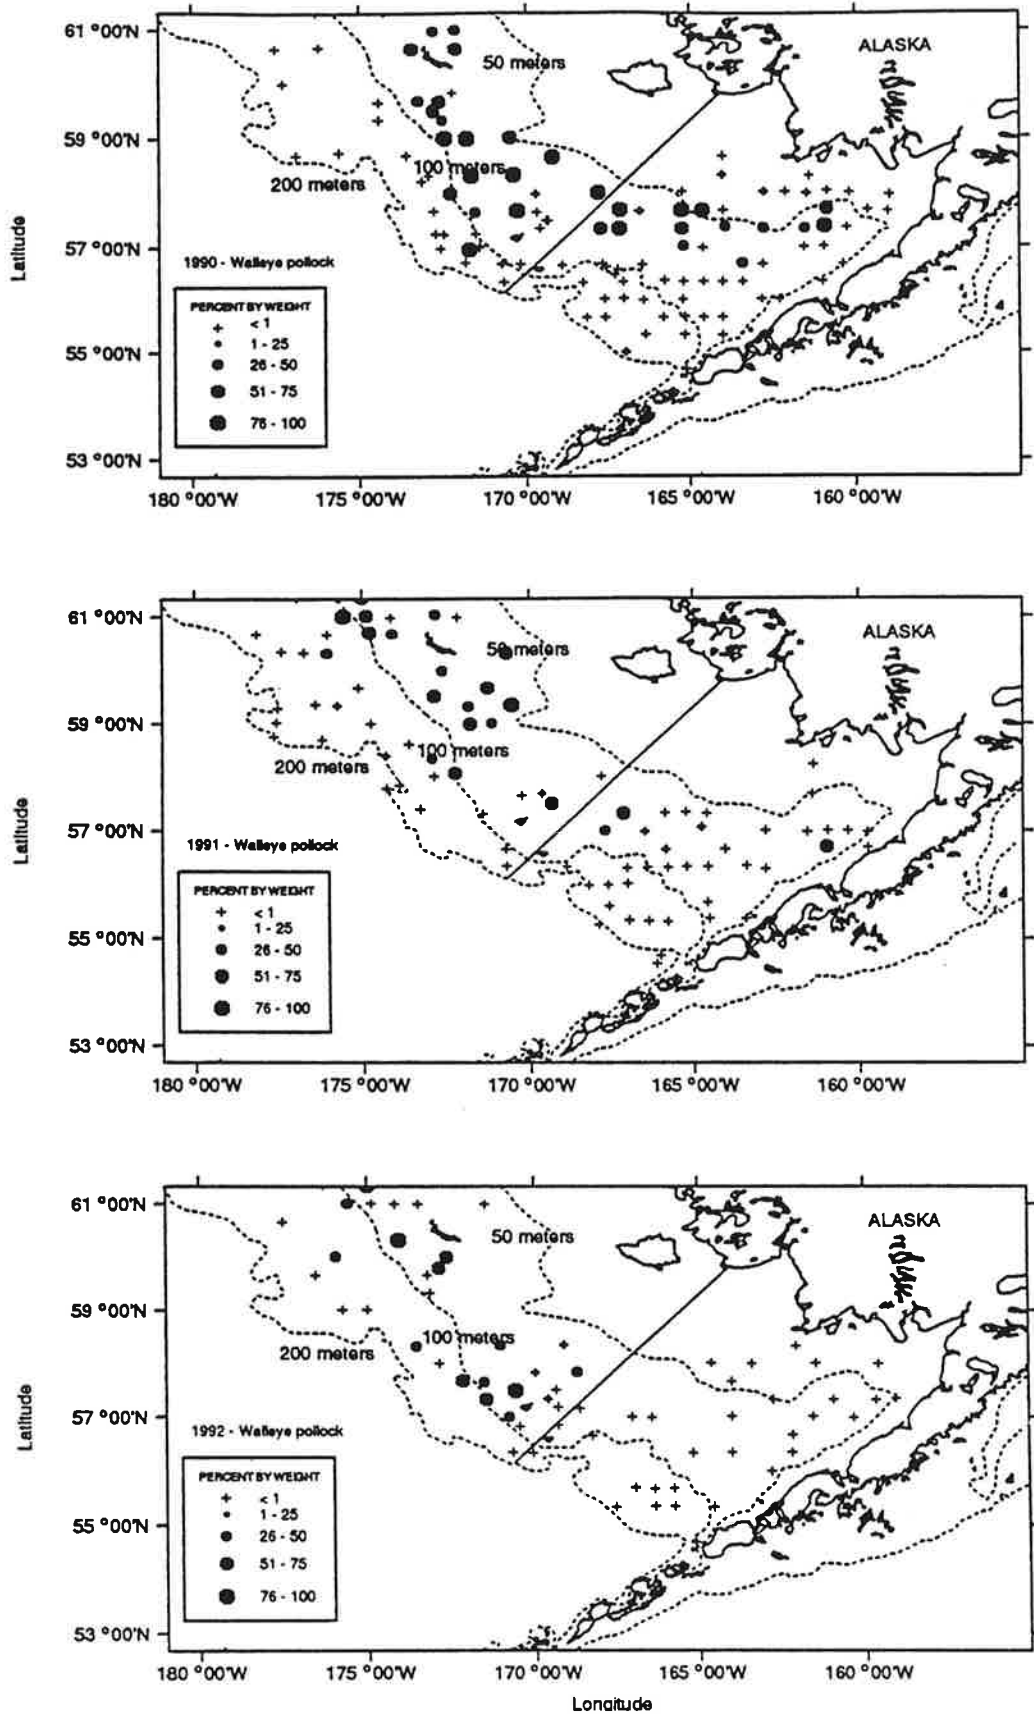 61 °00'N
ALASKA
50 meters
59 °00'N
100 meters
200 meters
Latitude
57 °00'N
1990 - Walleye pollock
PERCENT BY WEIGHT
+ < 1
1 - 25
55 °00'N
26 - 50
51 - 75
76 - 100
53 °00'N
180 °00'W 175 °00'W 170 °00'W 165 °00'W 160 °00'W
61 °00'N
ALASKA
50 meters
59 °00'N
100 meters
200 meters
Latitude
57 °00'N
1991 - Walleye pollock
PERCENT BY WEIGHT
+ < 1
1 - 25
55 °00'N
26 - 50
51 - 75
76 - 100
53 °00'N
180 °00'W 175 °00'W 170 °00'W 165 °00'W 160 °00'W
61 °00'N
ALASKA
50 meters
59 °00'N
100 meters
200 meters
Latitude
57 °00'N
1992 - Walleye pollock
PERCENT BY WEIGHT
+ < 1
1 - 25
55 °00'N
26 - 50
51 - 75
76 - 100
53 °00'N
180 °00'W 175 °00'W 170 °00'W 165 °00'W 160 °00'W
Longitude